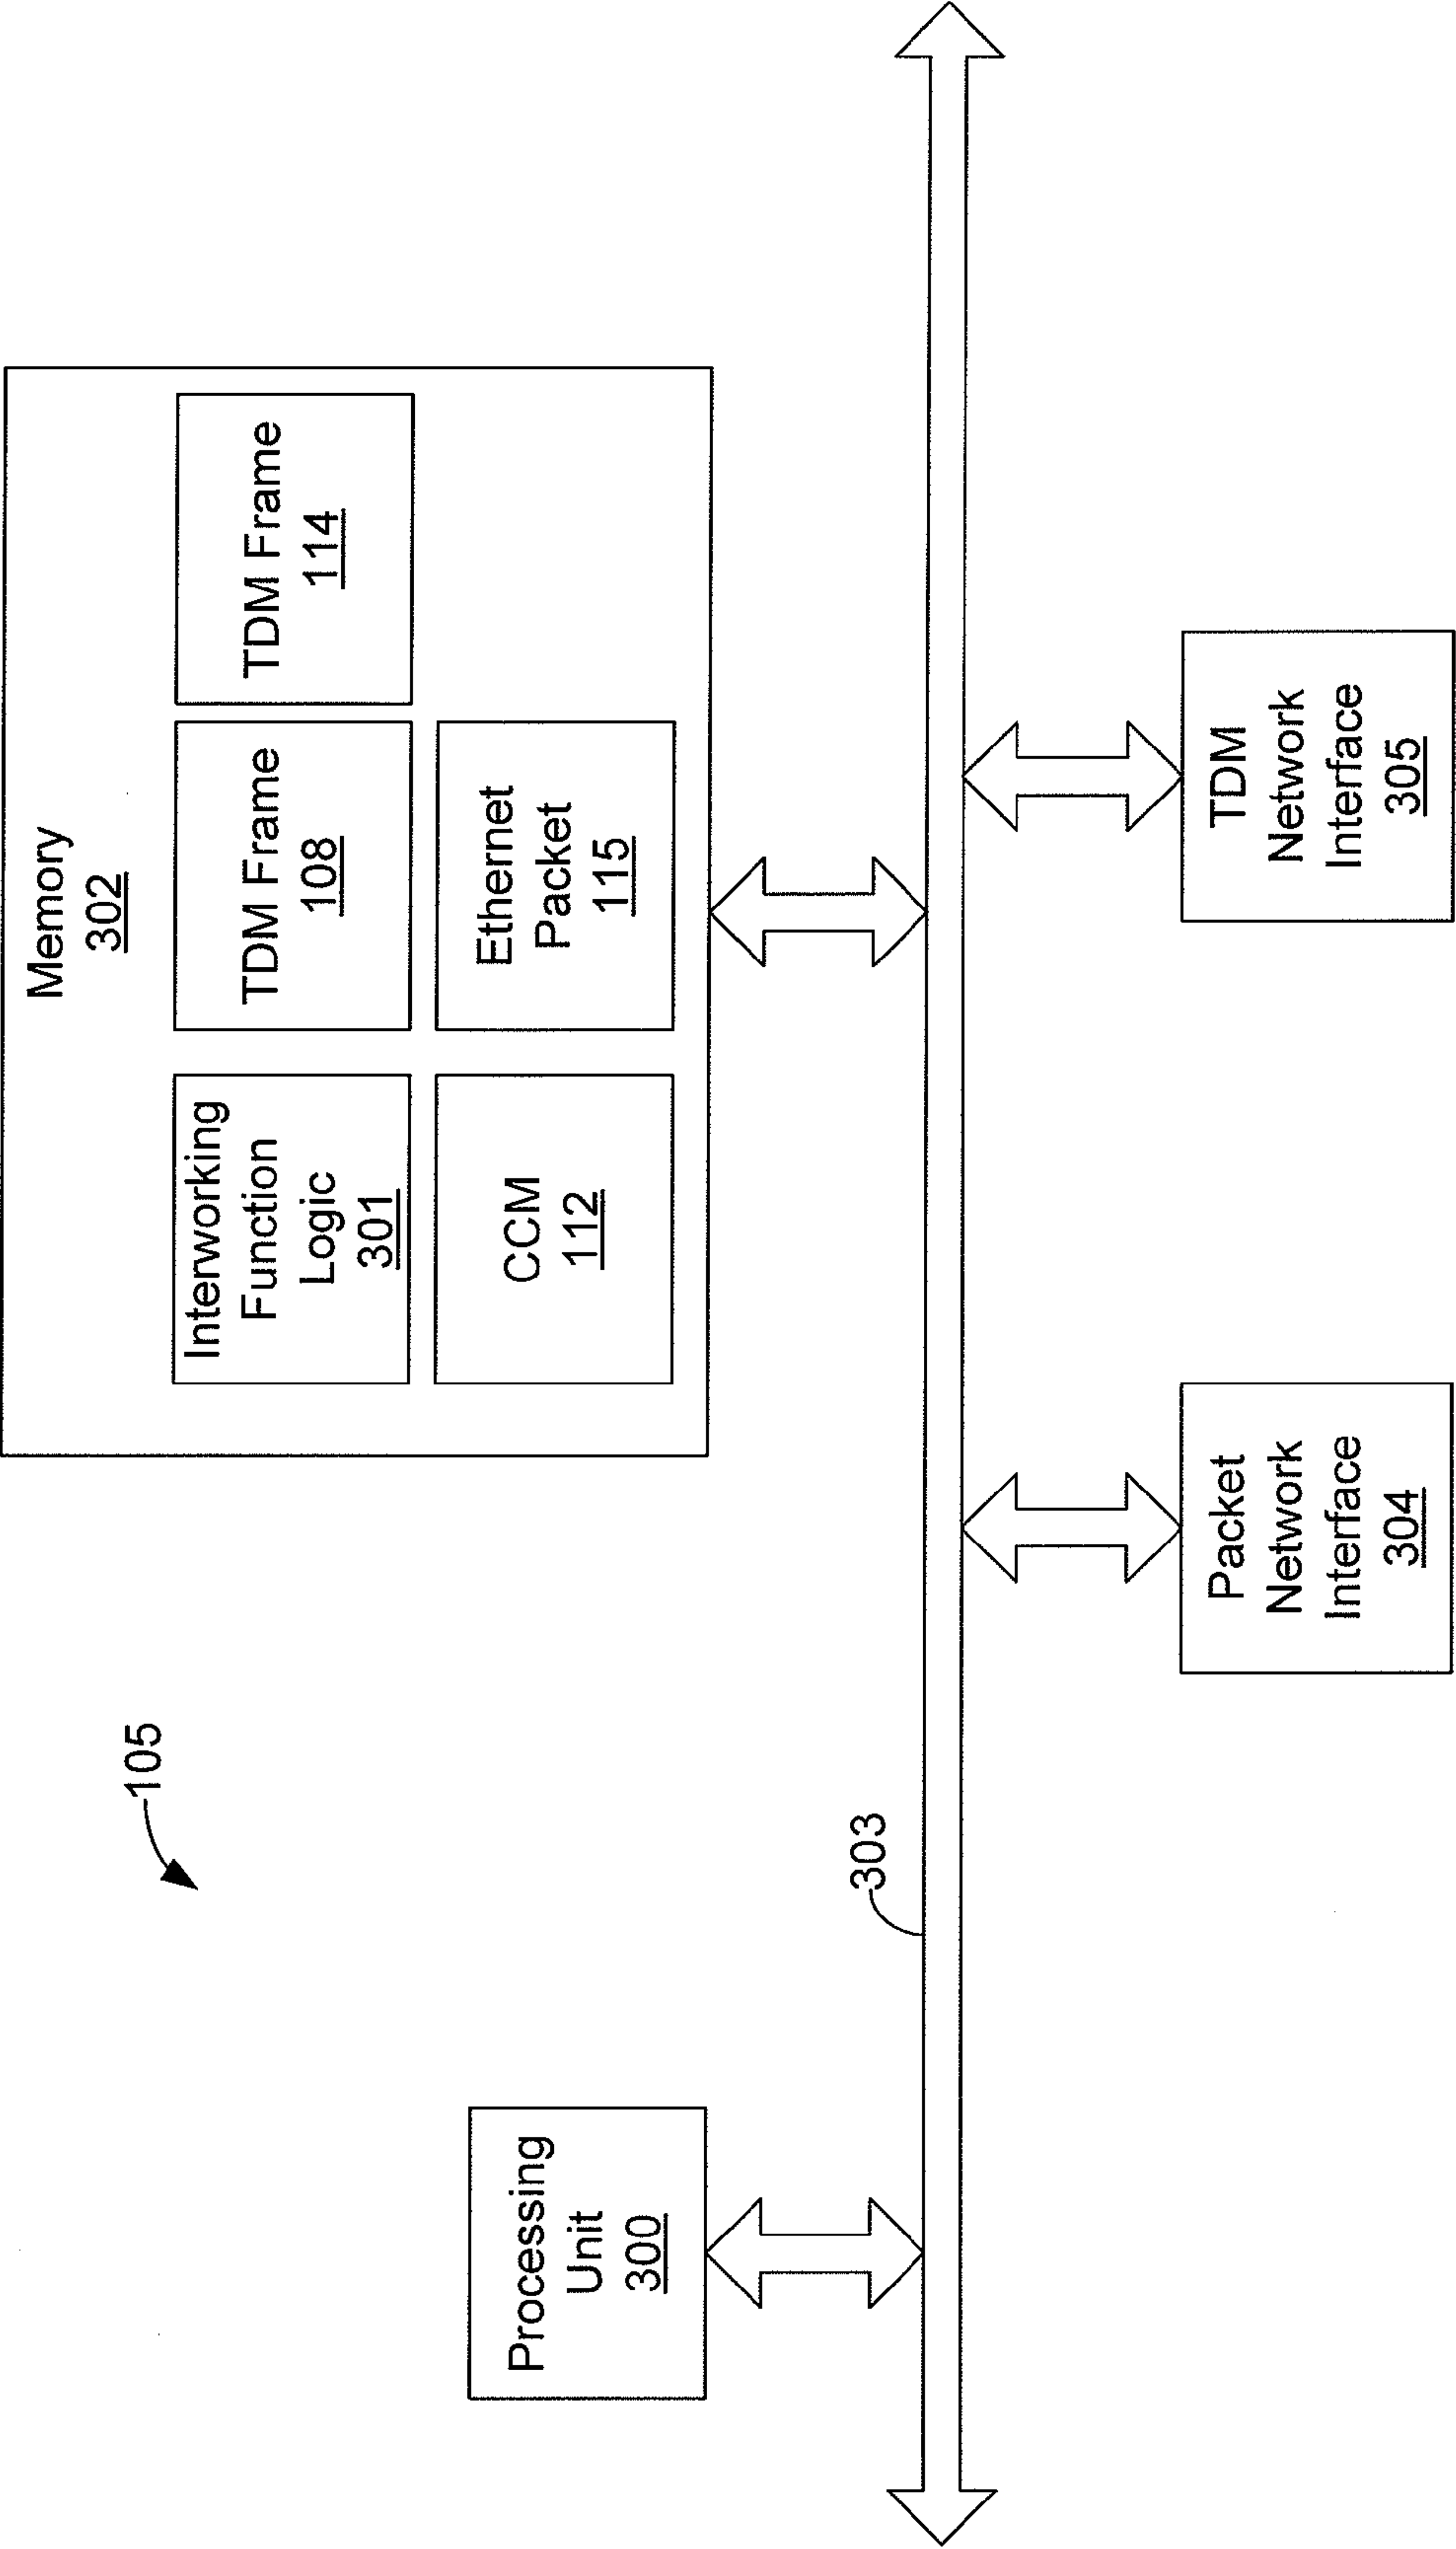 105
Memory
302
Interworking
Function
Logic
301
TDM Frame
108
TDM Frame
114
CCM
112
Ethernet
Packet
115
Processing
Unit
300
303
Packet
Network
Interface
304
TDM
Network
Interface
305